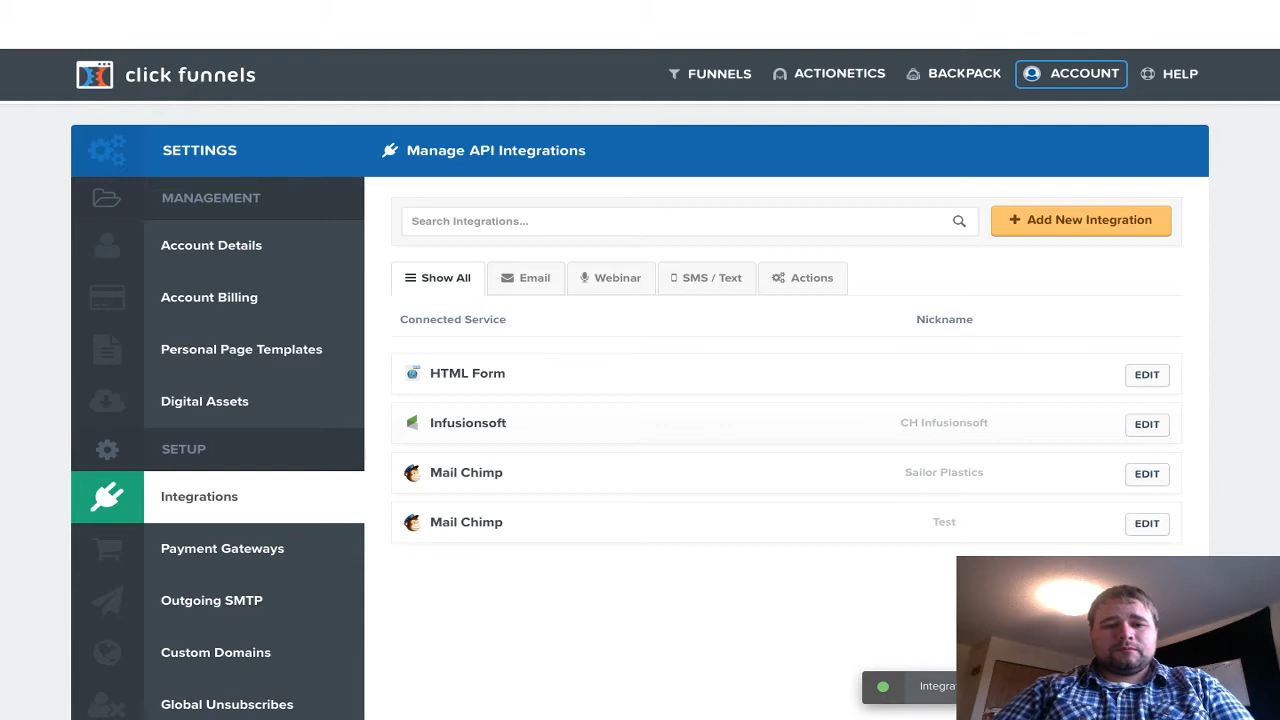 click funnels
FUNNELS
ACTIONETICS
BACKPACK
ACCOUNT
HELP
SETTINGS
Manage API Integrations
MANAGEMENT
Account Details
Account Billing
Personal Page Templates
Digital Assets
SETUP
Integrations
Payment Gateways
Outgoing SMTP
Custom Domains
Global Unsubscribes
Search Integrations...
+ Add New Integration
Show All
Email
Webinar
SMS / Text
Actions
Connected Service Nickname
HTML Form EDIT
Infusionsoft CH Infusionsoft EDIT
Mail Chimp Sailor Plastics EDIT
Mail Chimp Test EDIT